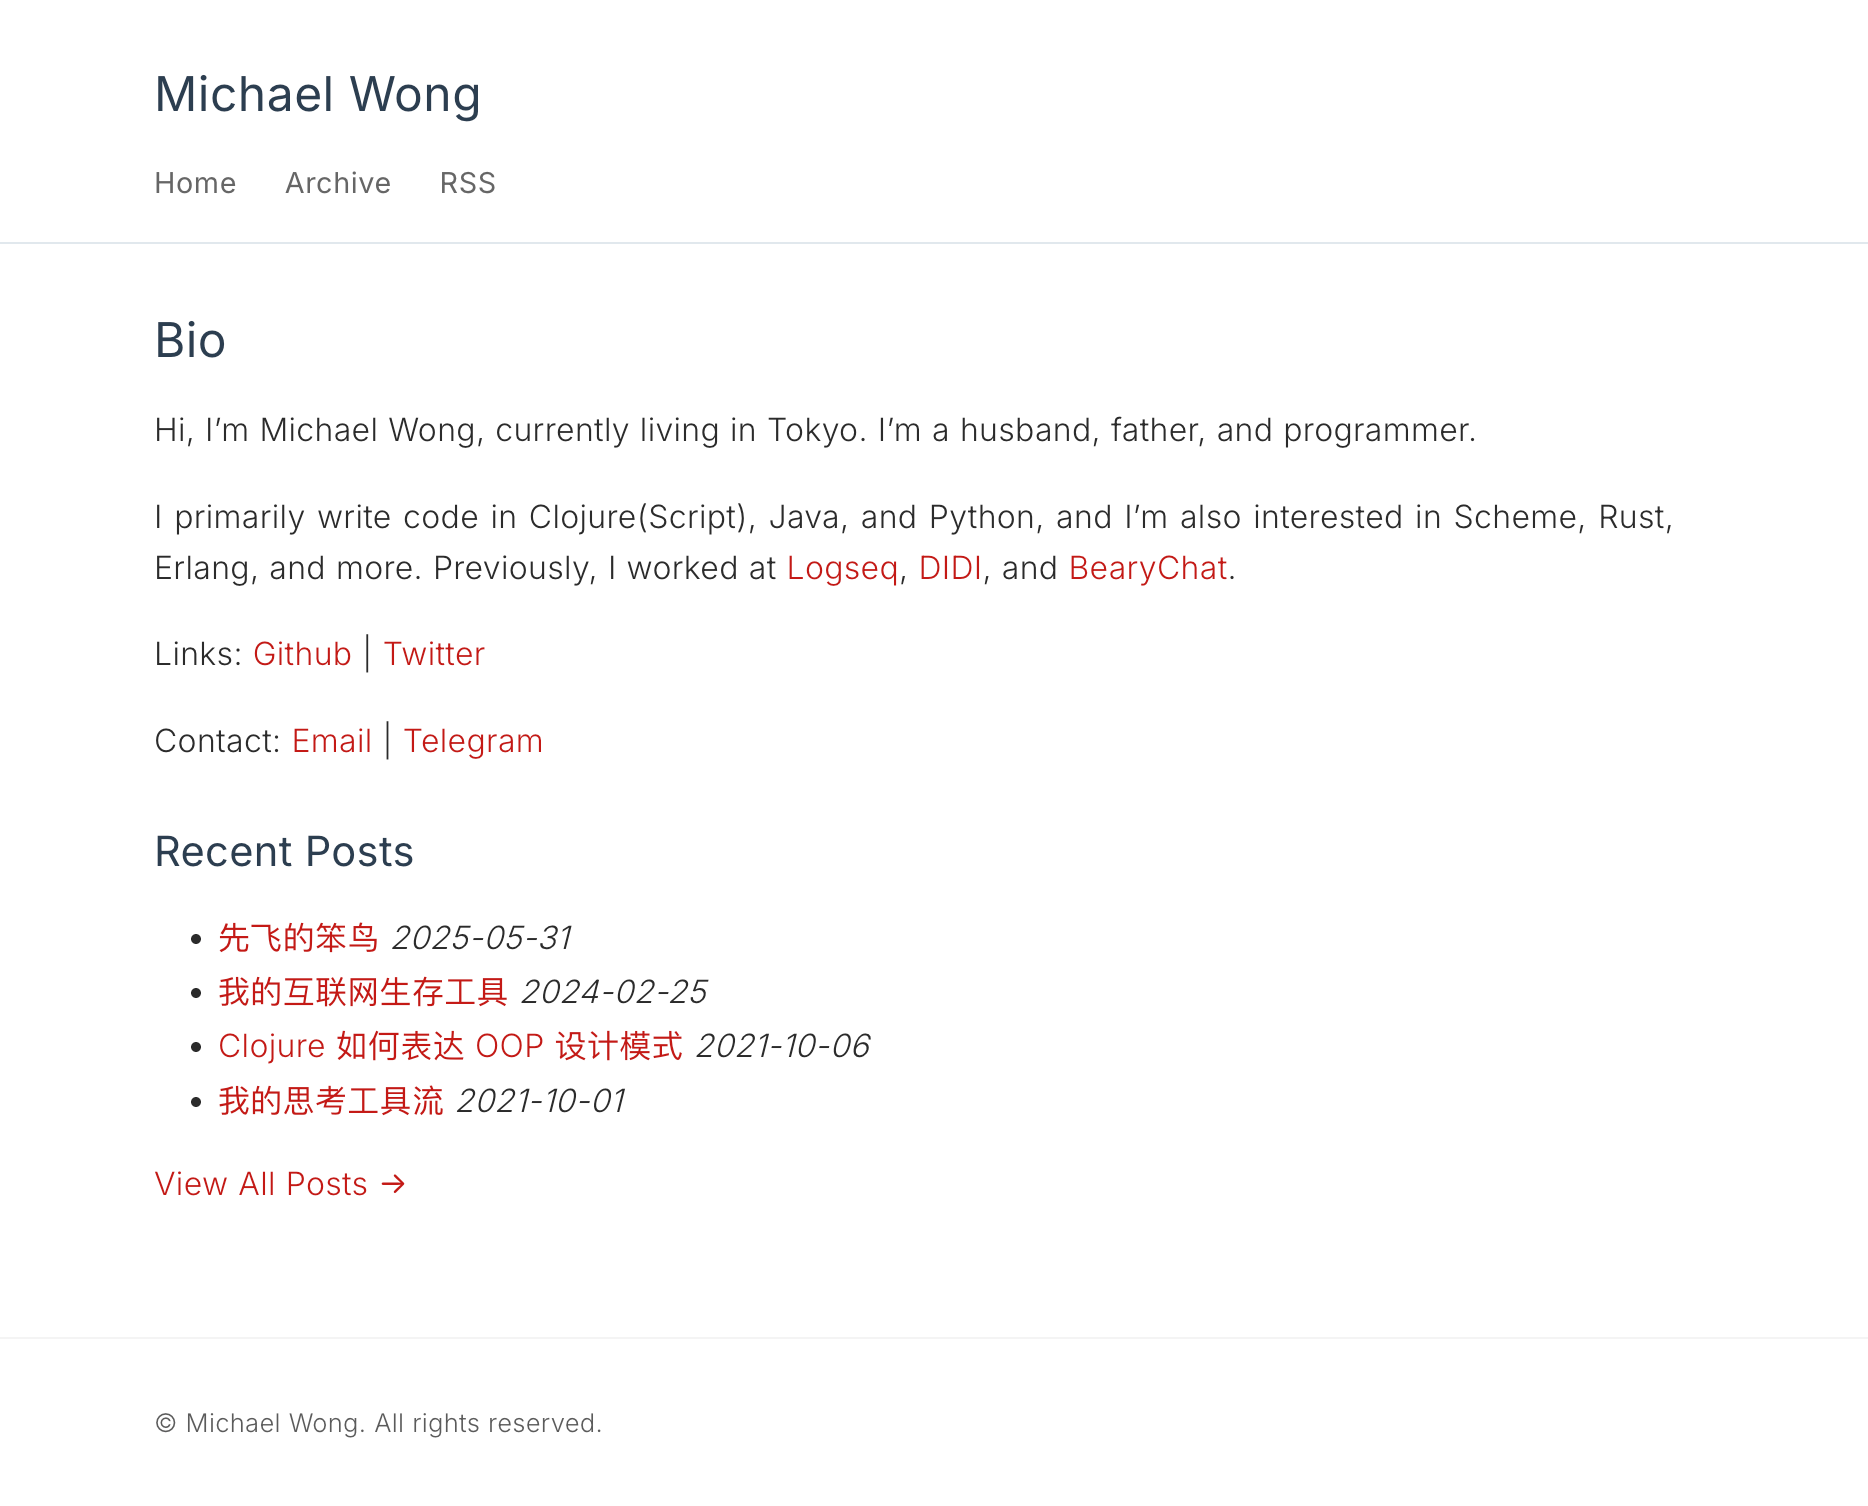 Michael Wong
Home Archive RSS
Bio
Hi, I’m Michael Wong, currently living in Tokyo. I’m a husband, father, and programmer.
I primarily write code in Clojure(Script), Java, and Python, and I’m also interested in Scheme, Rust,
Erlang, and more. Previously, I worked at Logseq, DIDI, and BearyChat.
Links: Github | Twitter
Contact: Email | Telegram
Recent Posts
• 先飞的笨鸟 2025-05-31
• 我的互联网生存工具 2024-02-25
• Clojure 如何表达 OOP 设计模式 2021-10-06
• 我的思考工具流 2021-10-01
View All Posts →
© Michael Wong. All rights reserved.